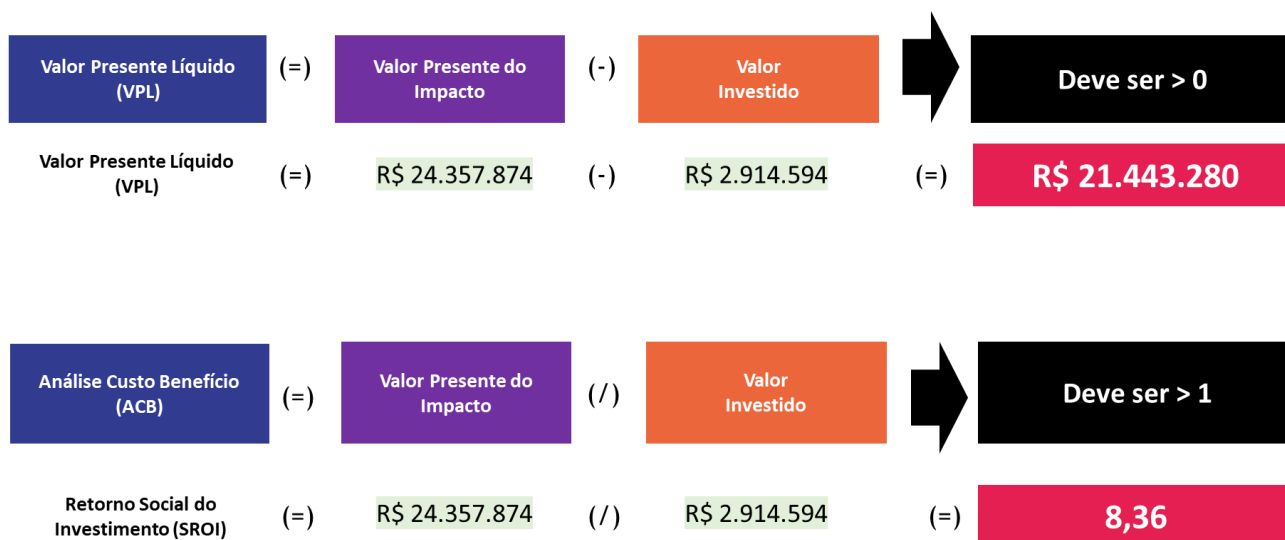 Valor Presente Líquido
(VPL)
(=)
Valor Presente do
Impacto
(-)
Valor
Investido
Deve ser > 0
Valor Presente Líquido
(VPL)
(=)
R$ 24.357.874
(-)
R$ 2.914.594
(=)
R$ 21.443.280
Análise Custo Benefício
(ACB)
(=)
Valor Presente do
Impacto
(/)
Valor
Investido
Deve ser > 1
Retorno Social do
Investimento (SROI)
(=)
R$ 24.357.874
(/)
R$ 2.914.594
(=)
8,36